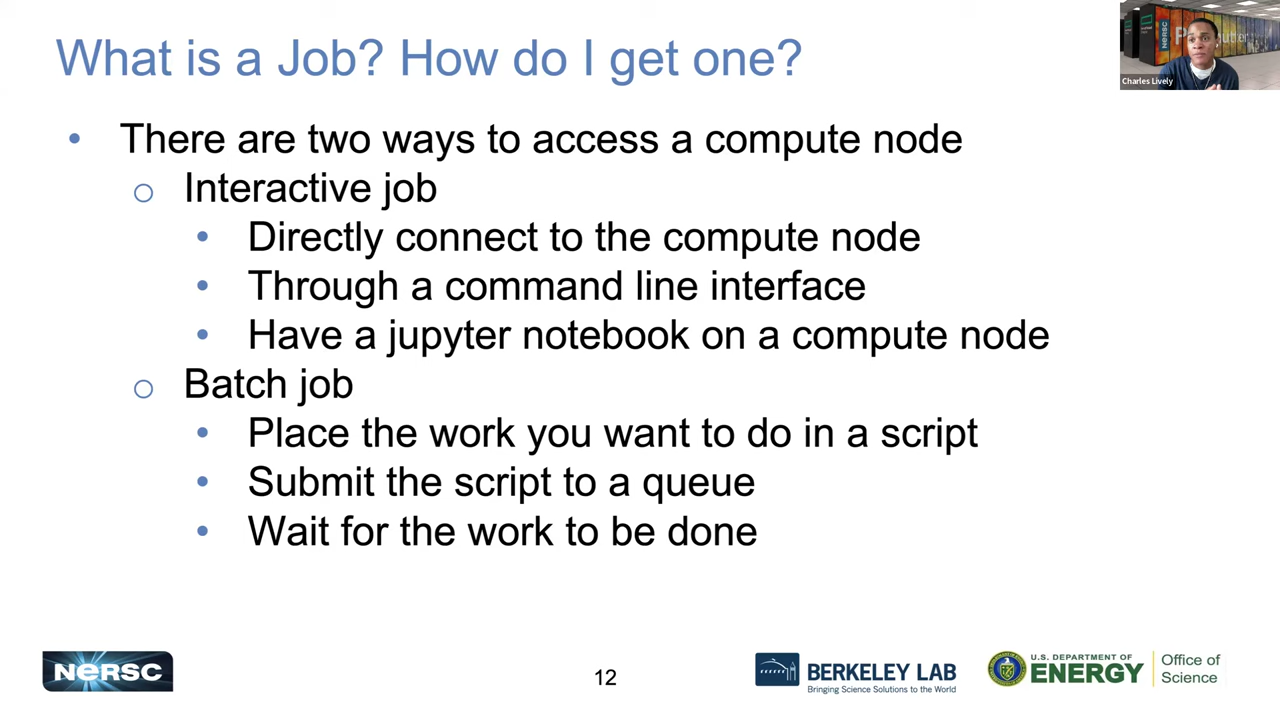 What is a Job? How do I get one?
NERSC
P
Charles Lively
• There are two ways to access a compute node
o Interactive job
• Directly connect to the compute node
• Through a command line interface
• Have a jupyter notebook on a compute node
o Batch job
• Place the work you want to do in a script
• Submit the script to a queue
• Wait for the work to be done
NERSC
12
BERKELEY LAB
Bringing Science Solutions to the World
U.S. DEPARTMENT OF
ENERGY
Office of
Science